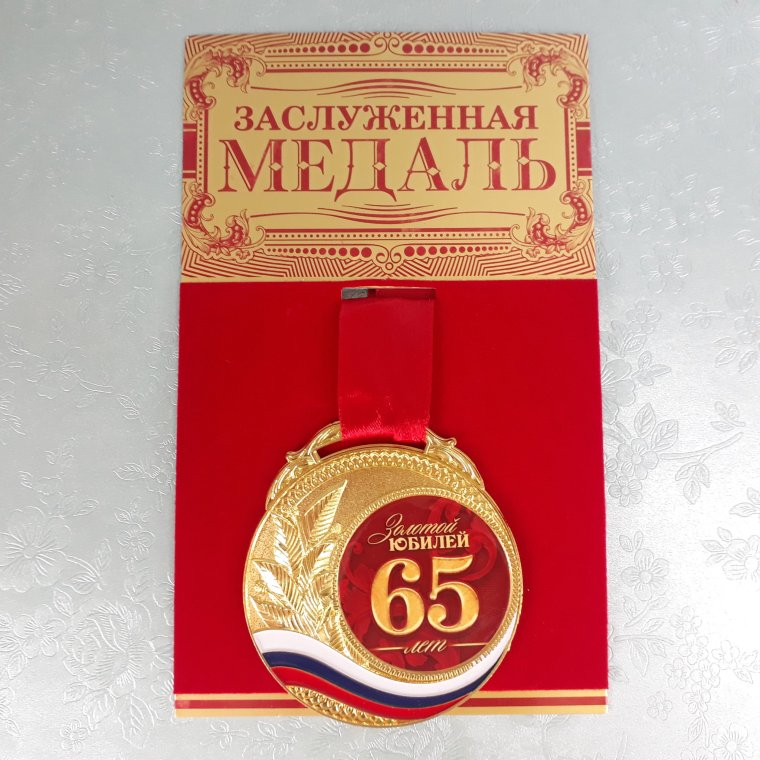 ЗАСЛУЖЕННАЯ
МЕДАЛЬ
Золотой
ЮБИЛЕЙ
65
лет